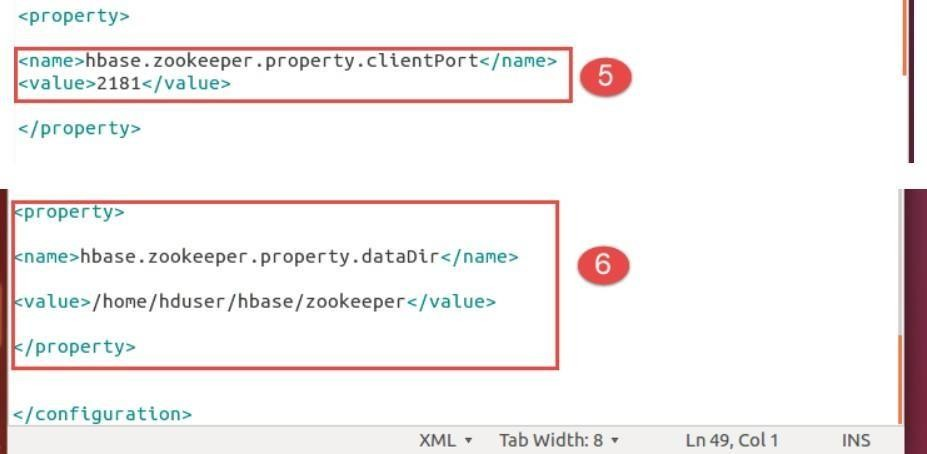 <property>
<name>hbase.zookeeper.property.clientPort</name>
<value>2181</value>
5
</property>
<property>
<name>hbase.zookeeper.property.dataDir</name>
6
<value>/home/hduser/hbase/zookeeper</value>
</property>
</configuration>
XML Tab Width: 8 Ln 49, Col 1 INS